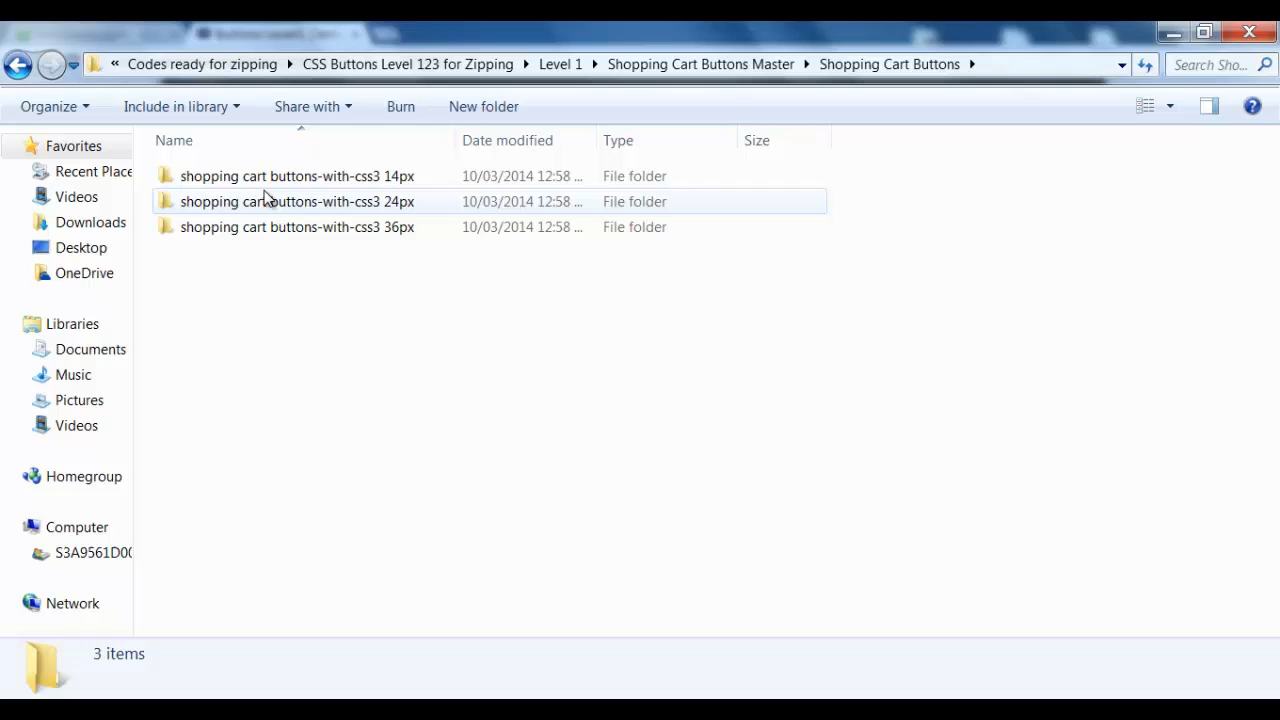 « Codes ready for zipping CSS Buttons Level 123 for Zipping Level 1 Shopping Cart Buttons Master Shopping Cart Buttons Search Sho...
Organize Include in library Share with Burn New folder
Name Date modified Type Size
Favorites
Recent Place
Videos
Downloads
Desktop
OneDrive
Libraries
Documents
Music
Pictures
Videos
Homegroup
Computer
S3A9561D00
Network
shopping cart buttons-with-css3 14px 10/03/2014 12:58 ... File folder
shopping cart buttons-with-css3 24px 10/03/2014 12:58 ... File folder
shopping cart buttons-with-css3 36px 10/03/2014 12:58 ... File folder
3 items